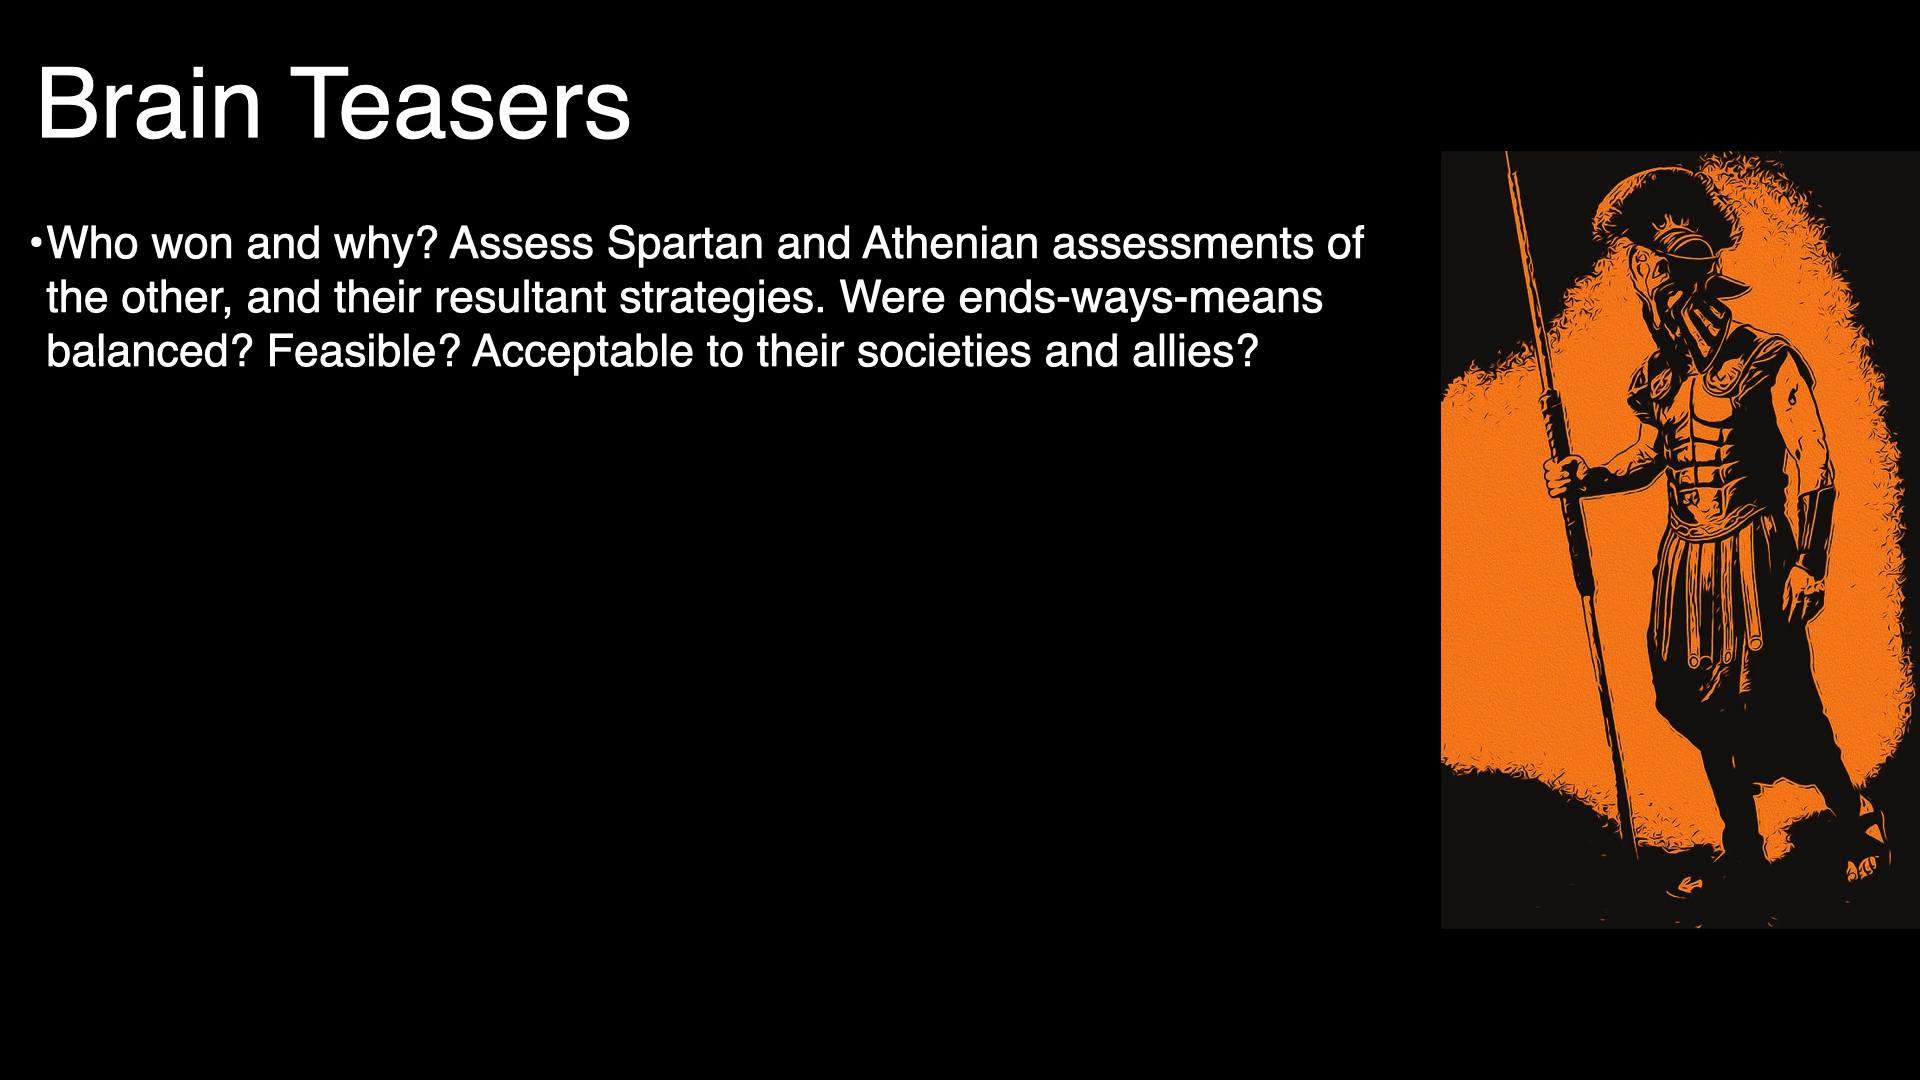 Brain Teasers
•Who won and why? Assess Spartan and Athenian assessments of
the other, and their resultant strategies. Were ends-ways-means
balanced? Feasible? Acceptable to their societies and allies?